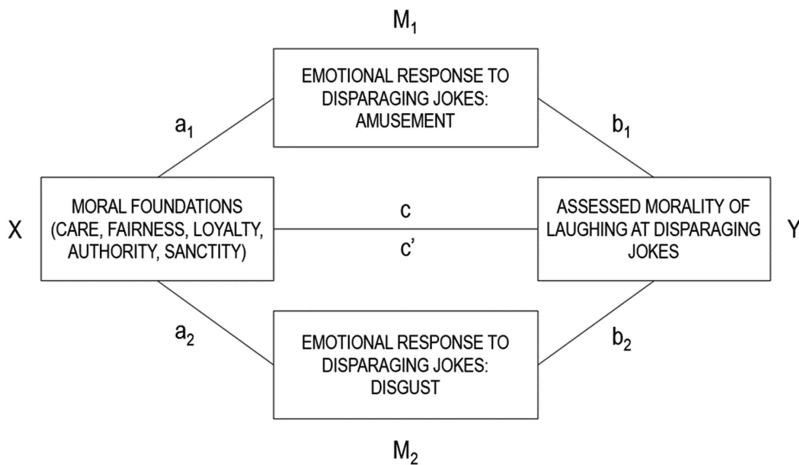 M1
EMOTIONAL RESPONSE TO
DISPARAGING JOKES:
AMUSEMENT
a1
b1
X
MORAL FOUNDATIONS
(CARE, FAIRNESS, LOYALTY,
AUTHORITY, SANCTITY)
c
c’
ASSESSED MORALITY OF
LAUGHING AT DISPARAGING
JOKES
Y
a2
b2
EMOTIONAL RESPONSE TO
DISPARAGING JOKES:
DISGUST
M2